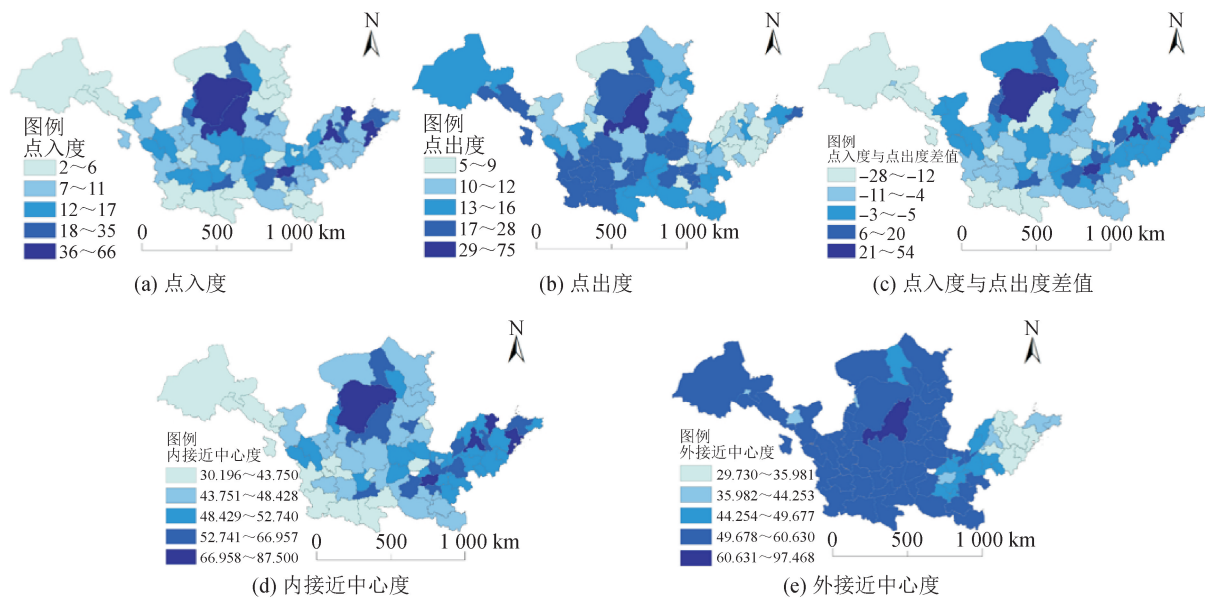 N
图例
点入度
2～6
7～11
12～17
18～35
36～66
0 500 1 000 km
(a) 点入度
N
图例
点出度
5～9
10～12
13～16
17～28
29～75
0 500 1 000 km
(b) 点出度
N
图例
点入度与点出度差值
-28～-12
-11～-4
-3～-5
6～20
21～54
0 500 1 000 km
(c) 点入度与点出度差值
N
图例
内接近中心度
30.196～43.750
43.751～48.428
48.429～52.740
52.741～66.957
66.958～87.500
0 500 1 000 km
(d) 内接近中心度
N
图例
外接近中心度
29.730～35.981
35.982～44.253
44.254～49.677
49.678～60.630
60.631～97.468
0 500 1 000 km
(e) 外接近中心度